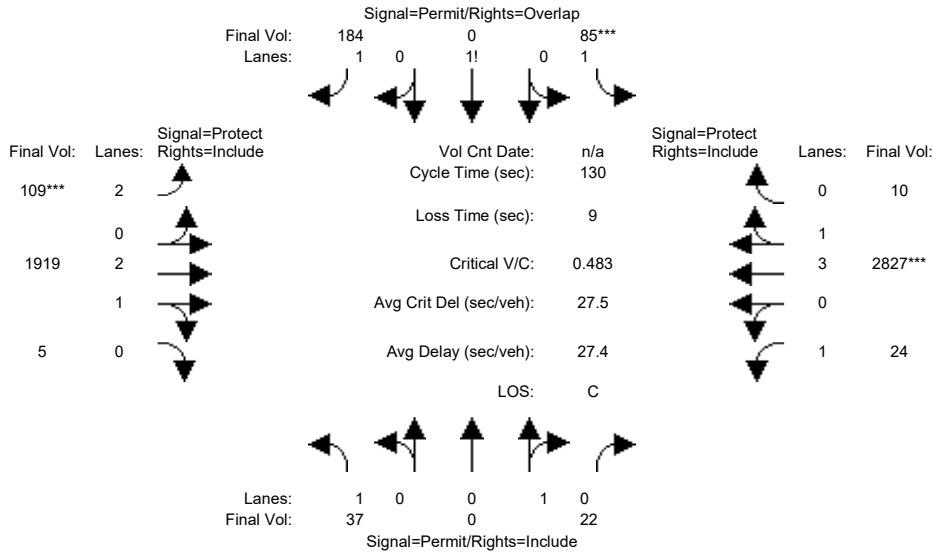 Signal=Permit/Rights=Overlap
Final Vol: 184 0 85***
Lanes: 1 0 1! 0 1
Signal=Protect Signal=Protect
Final Vol: Lanes: Rights=Include Vol Cnt Date: n/a Rights=Include Lanes: Final Vol:
Cycle Time (sec): 130
109*** 2 0 10
Loss Time (sec): 9
0 1
1919 2 Critical V/C: 0.483 3 2827***
1 Avg Crit Del (sec/veh): 27.5 0
5 0 Avg Delay (sec/veh): 27.4 1 24
LOS: C
Lanes: 1 0 0 1 0
Final Vol: 37 0 22
Signal=Permit/Rights=Include